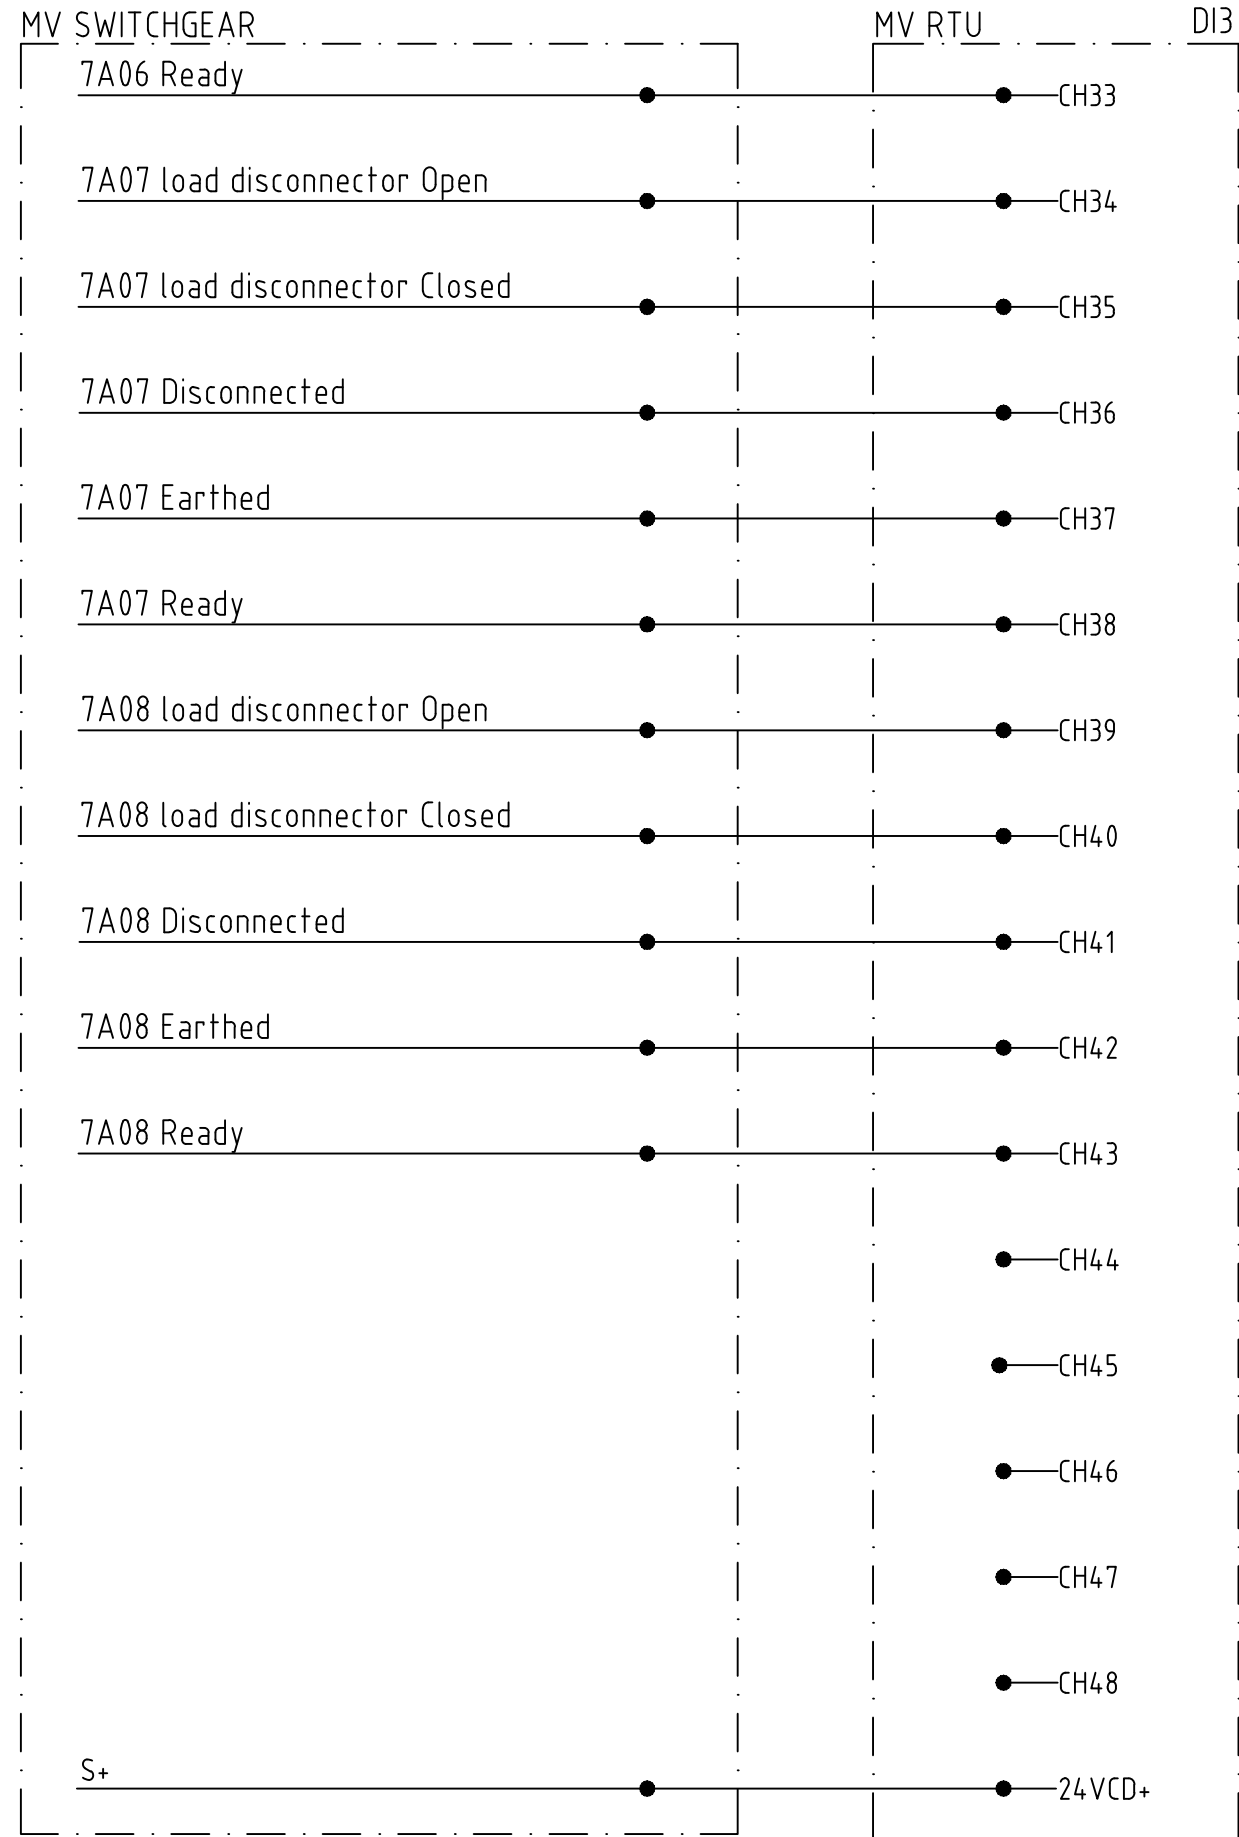 MV SWITCHGEAR MV RTU DI3
7A06 Ready CH33
7A07 load disconnector Open CH34
7A07 load disconnector Closed CH35
7A07 Disconnected CH36
7A07 Earthed CH37
7A07 Ready CH38
7A08 load disconnector Open CH39
7A08 load disconnector Closed CH40
7A08 Disconnected CH41
7A08 Earthed CH42
7A08 Ready CH43
CH44
CH45
CH46
CH47
CH48
S+ 24VCD+